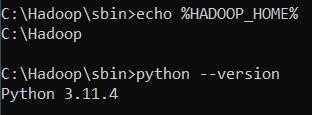 C:\Hadoop\sbin>echo %HADOOP_HOME%
C:\Hadoop
C:\Hadoop\sbin>python --version
Python 3.11.4